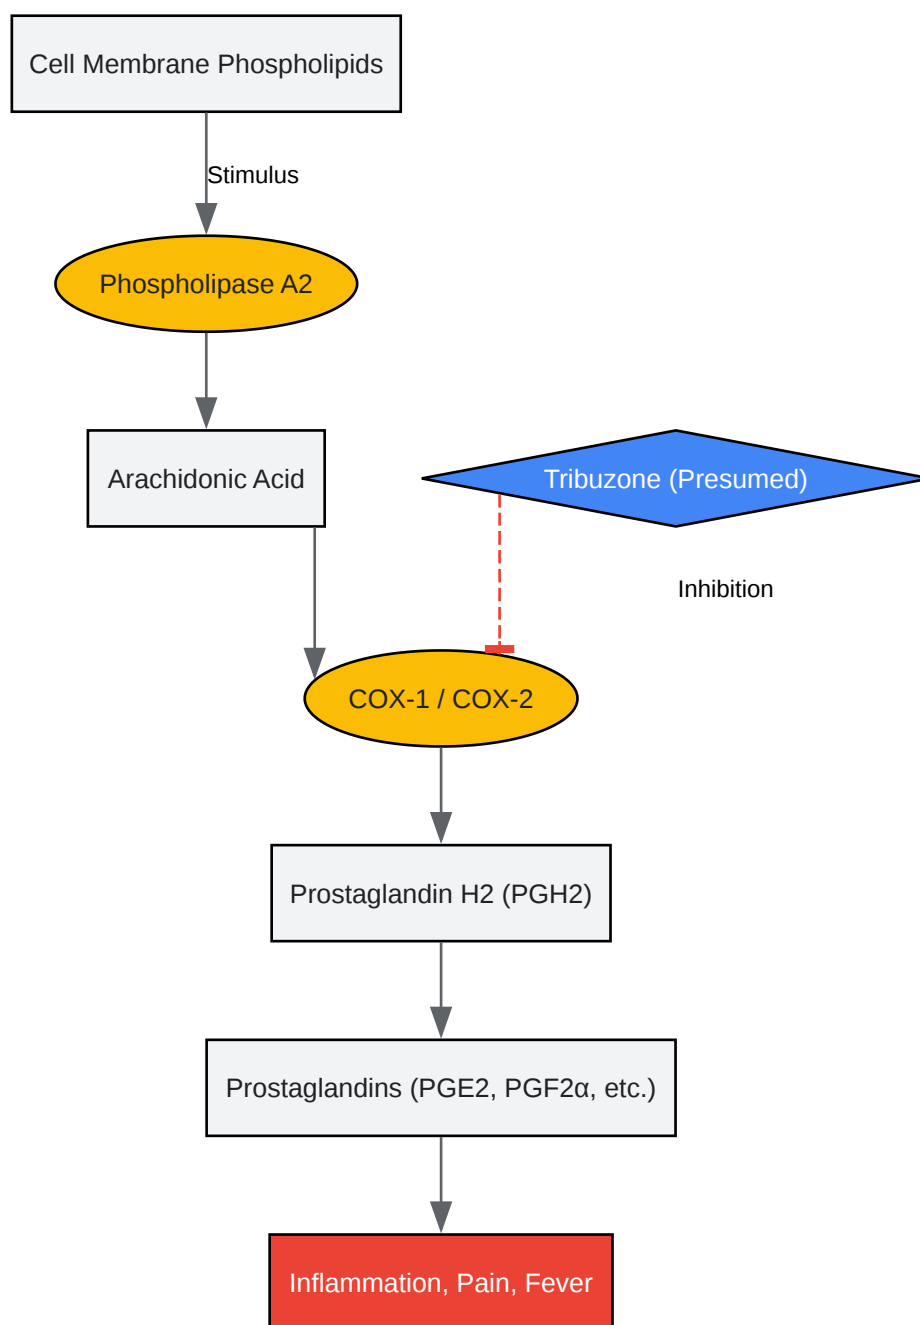 Cell Membrane Phospholipids
Stimulus
Phospholipase A2
Arachidonic Acid
Tribuzone (Presumed)
Inhibition
COX-1 / COX-2
Prostaglandin H2 (PGH2)
Prostaglandins (PGE2, PGF2α, etc.)
Inflammation, Pain, Fever